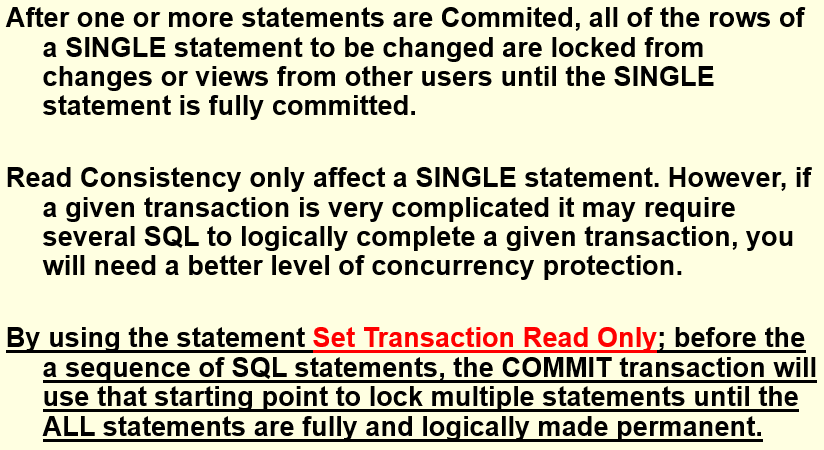 After one or more statements are Commited, all of the rows of
a SINGLE statement to be changed are locked from
changes or views from other users until the SINGLE
statement is fully committed.
Read Consistency only affect a SINGLE statement. However, if
a given transaction is very complicated it may require
several SQL to logically complete a given transaction, you
will need a better level of concurrency protection.
By using the statement Set Transaction Read Only; before the
a sequence of SQL statements, the COMMIT transaction will
use that starting point to lock multiple statements until the
ALL statements are fully and logically made permanent.